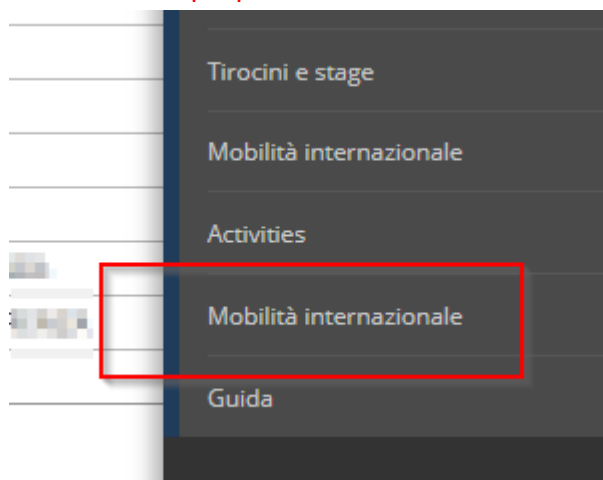 Tirocini e stage
Mobilità internazionale
Activities
Mobilità internazionale
Guida